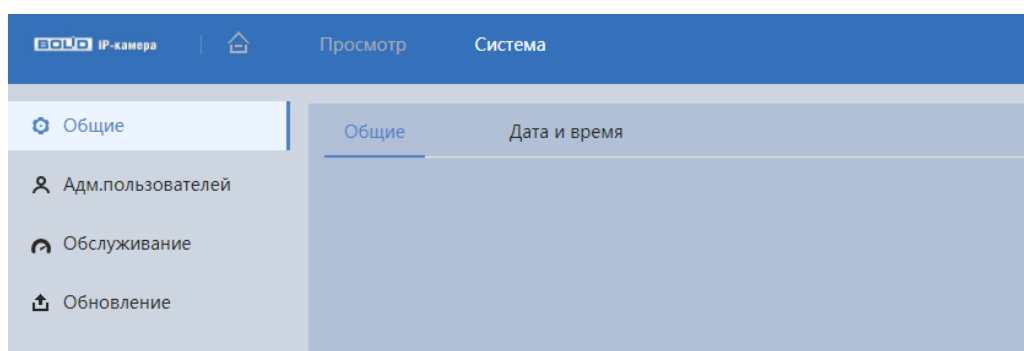 BOLID IP-камера Просмотр Система
Общие
Адм.пользователей
Обслуживание
Обновление
Общие Дата и время